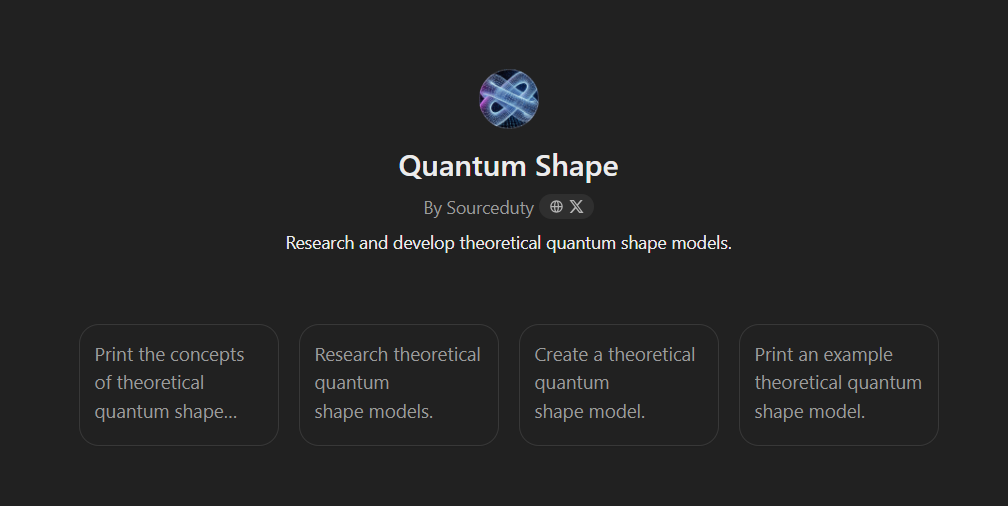 Quantum Shape
By Sourceduty
Research and develop theoretical quantum shape models.
Print the concepts
of theoretical
quantum shape...
Research theoretical
quantum
shape models.
Create a theoretical
quantum
shape model.
Print an example
theoretical quantum
shape model.